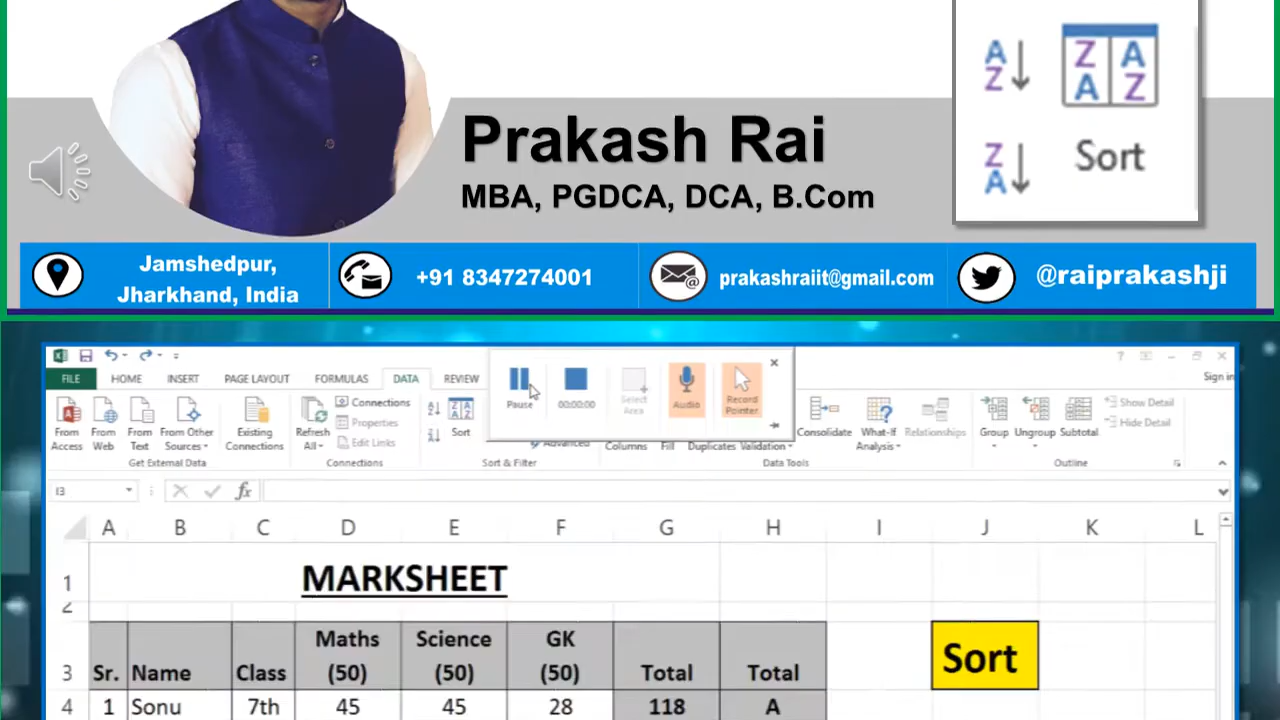 A
Z
Z A
A Z
Z
A
Sort
Prakash Rai
MBA, PGDCA, DCA, B.Com
Jamshedpur,
Jharkhand, India
+91 8347274001
prakashraiit@gmail.com
@raiprakashji
Sign in
FILE HOME INSERT PAGE LAYOUT FORMULAS DATA REVIEW
Pause
00:00:00
Select
Area
Audio
Record
Pointer
From
Access
From
Web
From
Text
From Other
Sources
Existing
Connections
Refresh
All
Connections
Properties
Edit Links
Sort
Advanced
Columns
Fill
Duplicates
Validation
Consolidate
What-If
Analysis
Relationships
Group
Ungroup
Subtotal
Show Detail
Hide Detail
Get External Data
Connections
Sort & Filter
Data Tools
Outline
I3
fx
A B C D E F G H I J K L
1 MARKSHEET
2
3 Sr. Name Class Maths (50) Science (50) GK (50) Total Total Sort
4 1 Sonu 7th 45 45 28 118 A